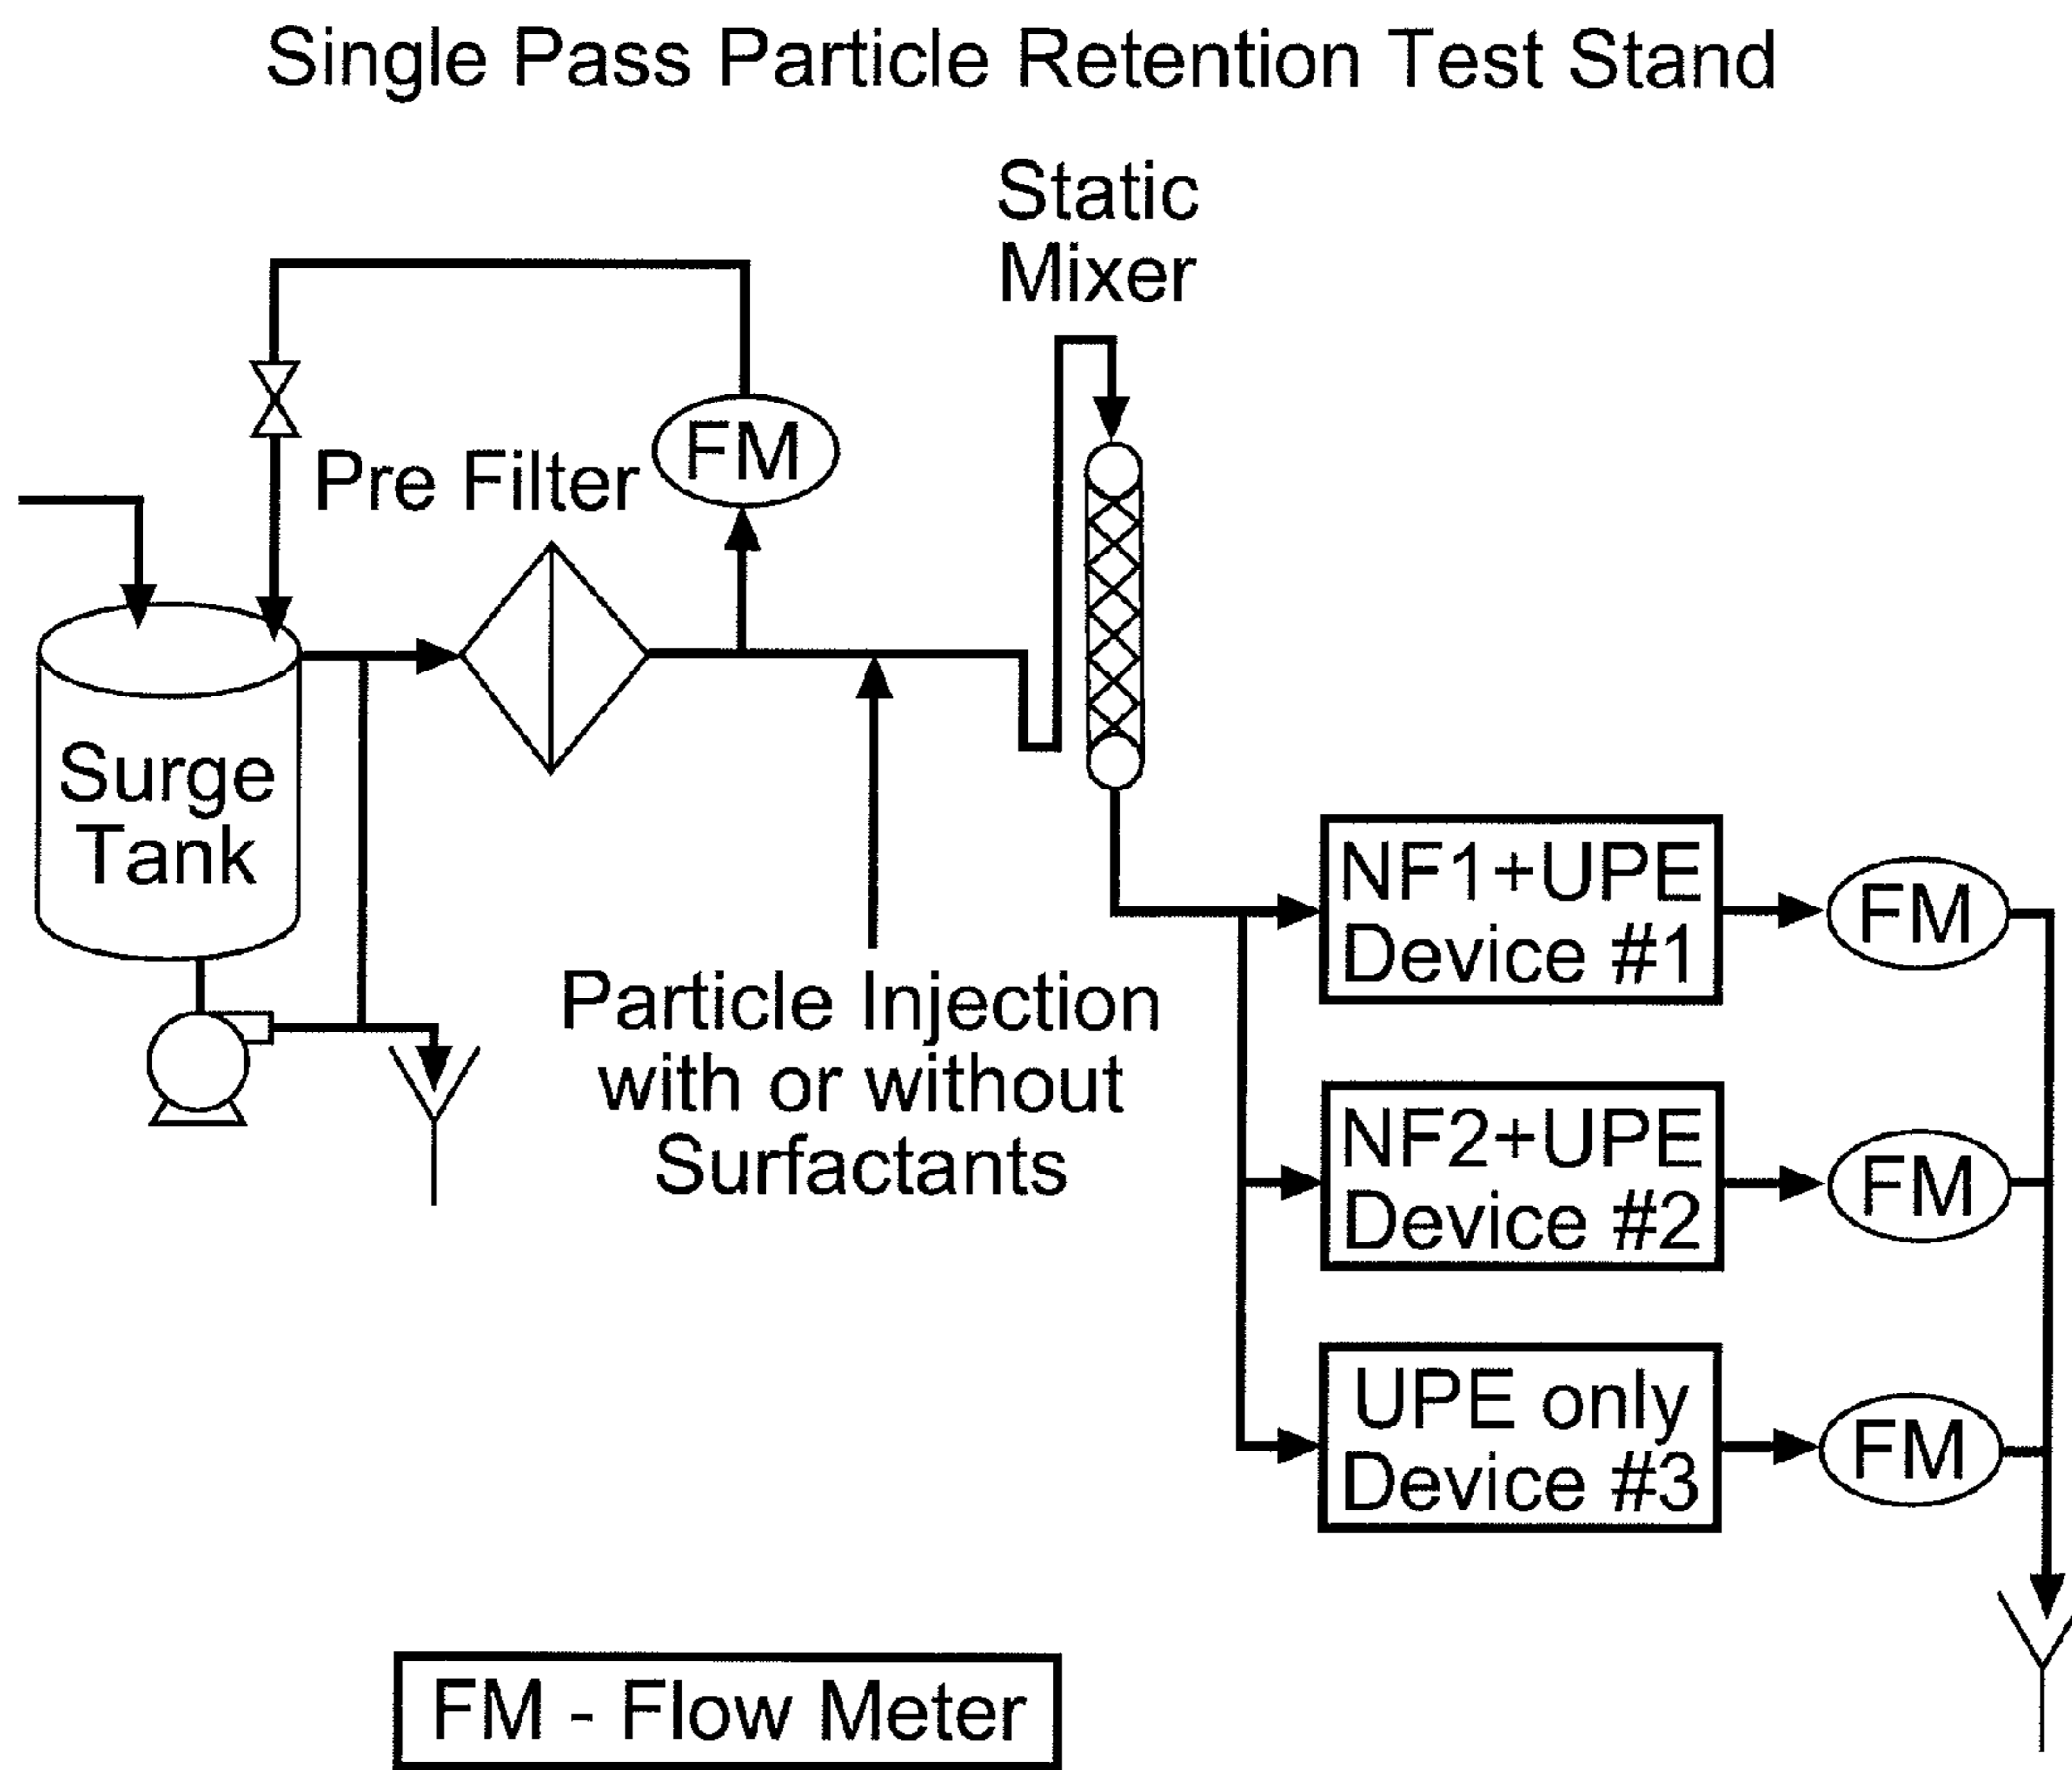 Single Pass Particle Retention Test Stand
Static
Mixer
FM
Pre Filter
Surge
Tank
Particle Injection
with or without
Surfactants
NF1+UPE
Device #1
FM
NF2+UPE
Device #2
FM
UPE only
Device #3
FM
FM - Flow Meter